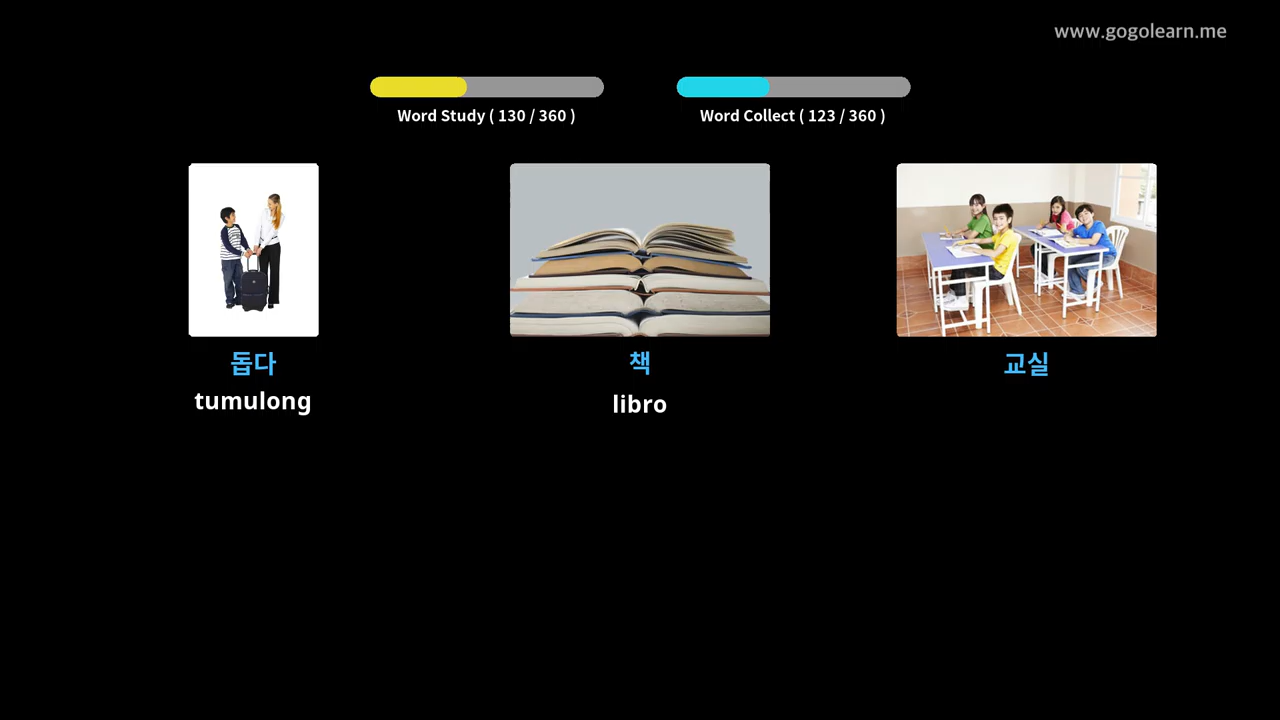 www.gogolearn.me
Word Study ( 130 / 360 )
Word Collect ( 123 / 360 )
돕다
책
교실
tumulong
libro